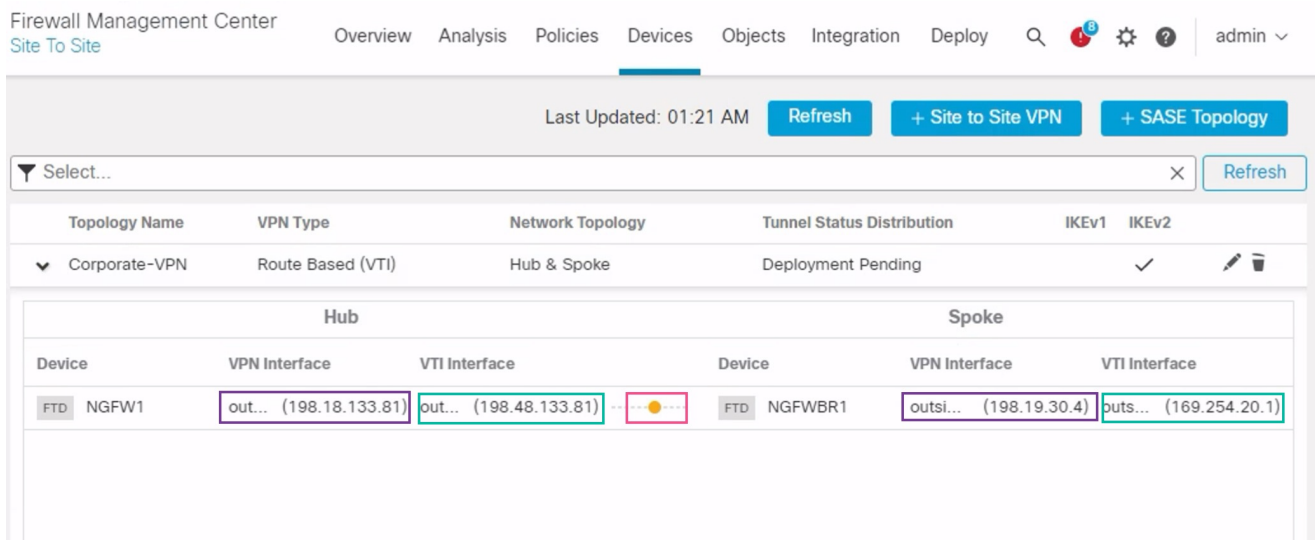 Firewall Management Center
Site To Site
Overview Analysis Policies Devices Objects Integration Deploy 8 ? admin
Last Updated: 01:21 AM Refresh + Site to Site VPN + SASE Topology
Select... Refresh
Topology Name VPN Type Network Topology Tunnel Status Distribution IKEv1 IKEv2
Corporate-VPN Route Based (VTI) Hub & Spoke Deployment Pending
Hub Spoke
Device VPN Interface VTI Interface Device VPN Interface VTI Interface
FTD NGFW1 out... (198.18.133.81) out... (198.48.133.81) FTD NGFWBR1 outsi... (198.19.30.4) outs... (169.254.20.1)